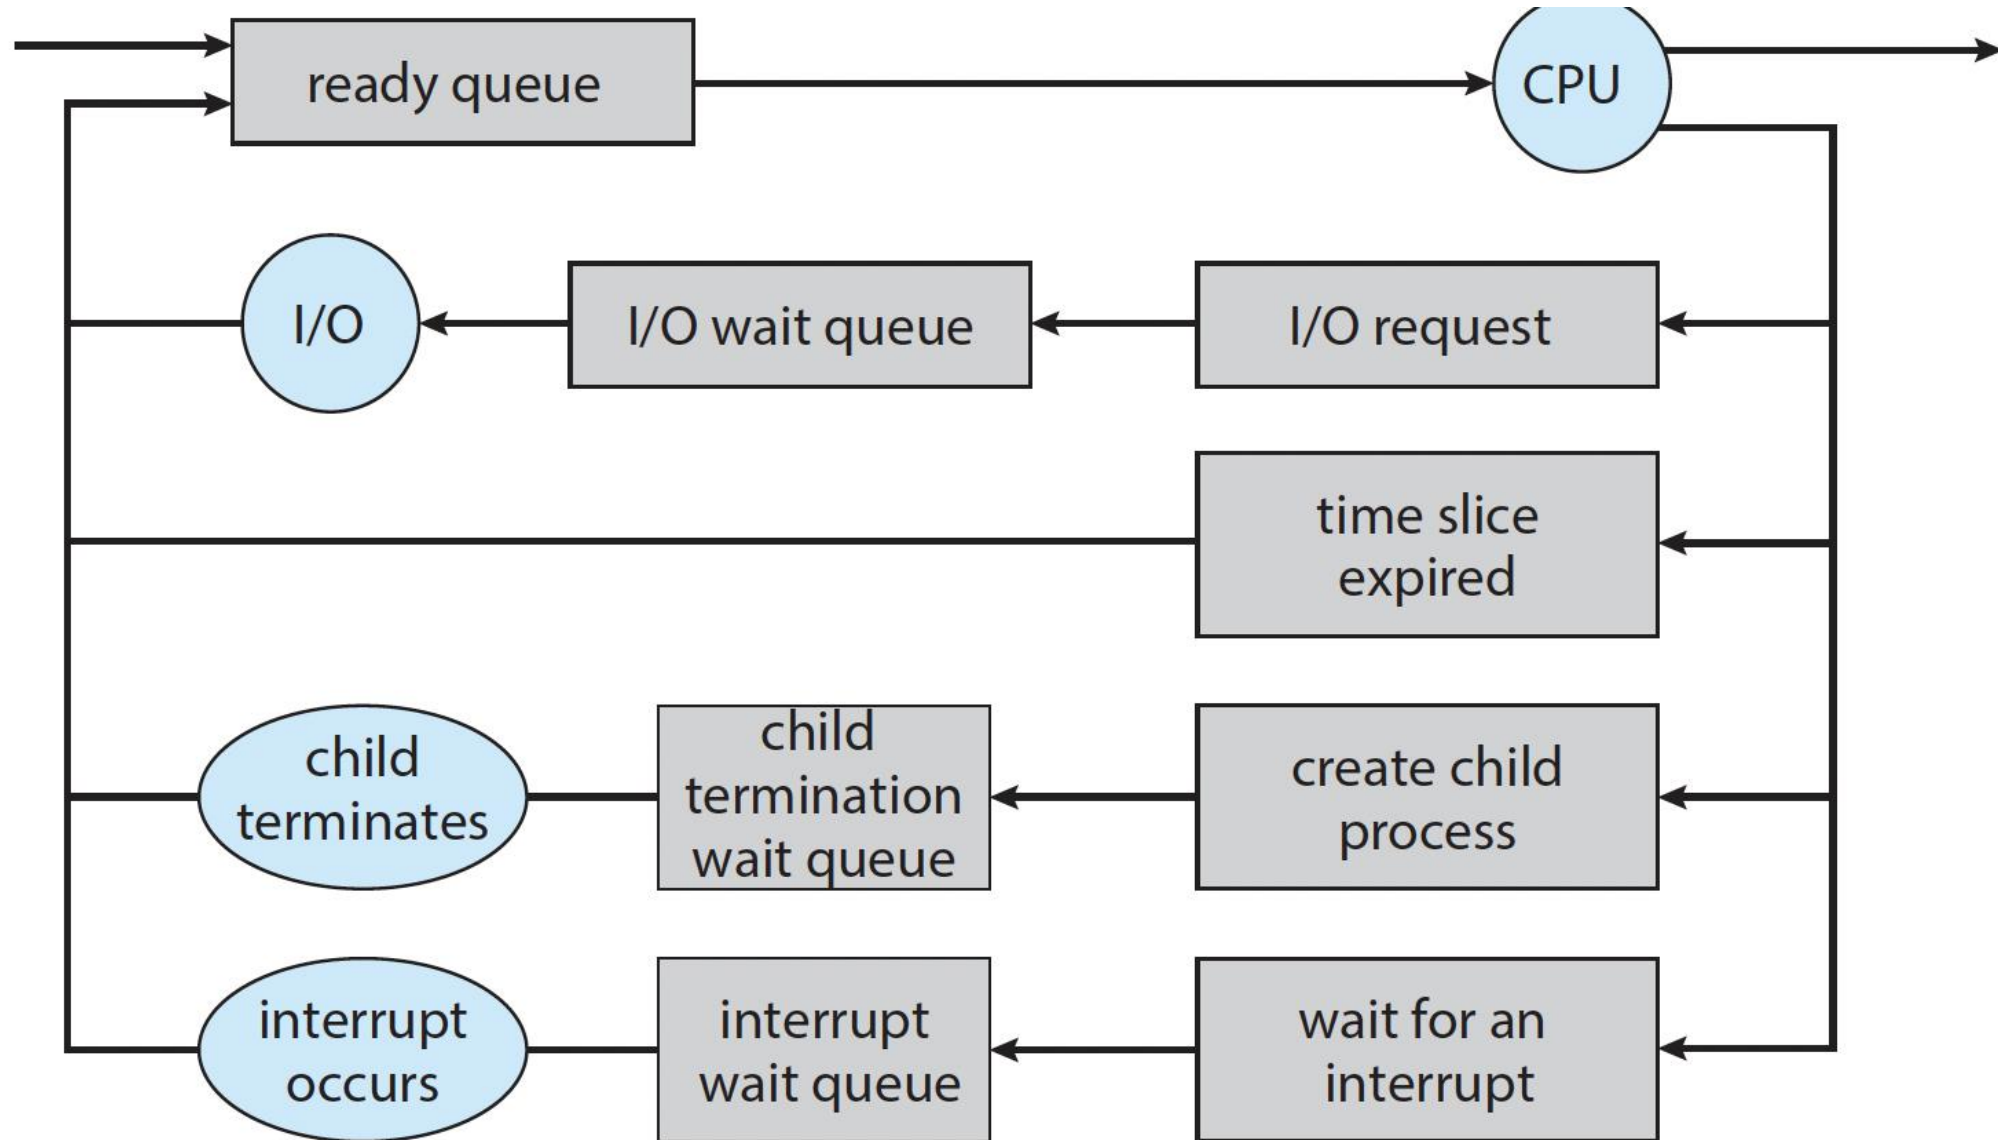 ready queue
CPU
I/O
I/O wait queue
I/O request
time slice
expired
child
terminates
child
termination
wait queue
create child
process
interrupt
occurs
interrupt
wait queue
wait for an
interrupt